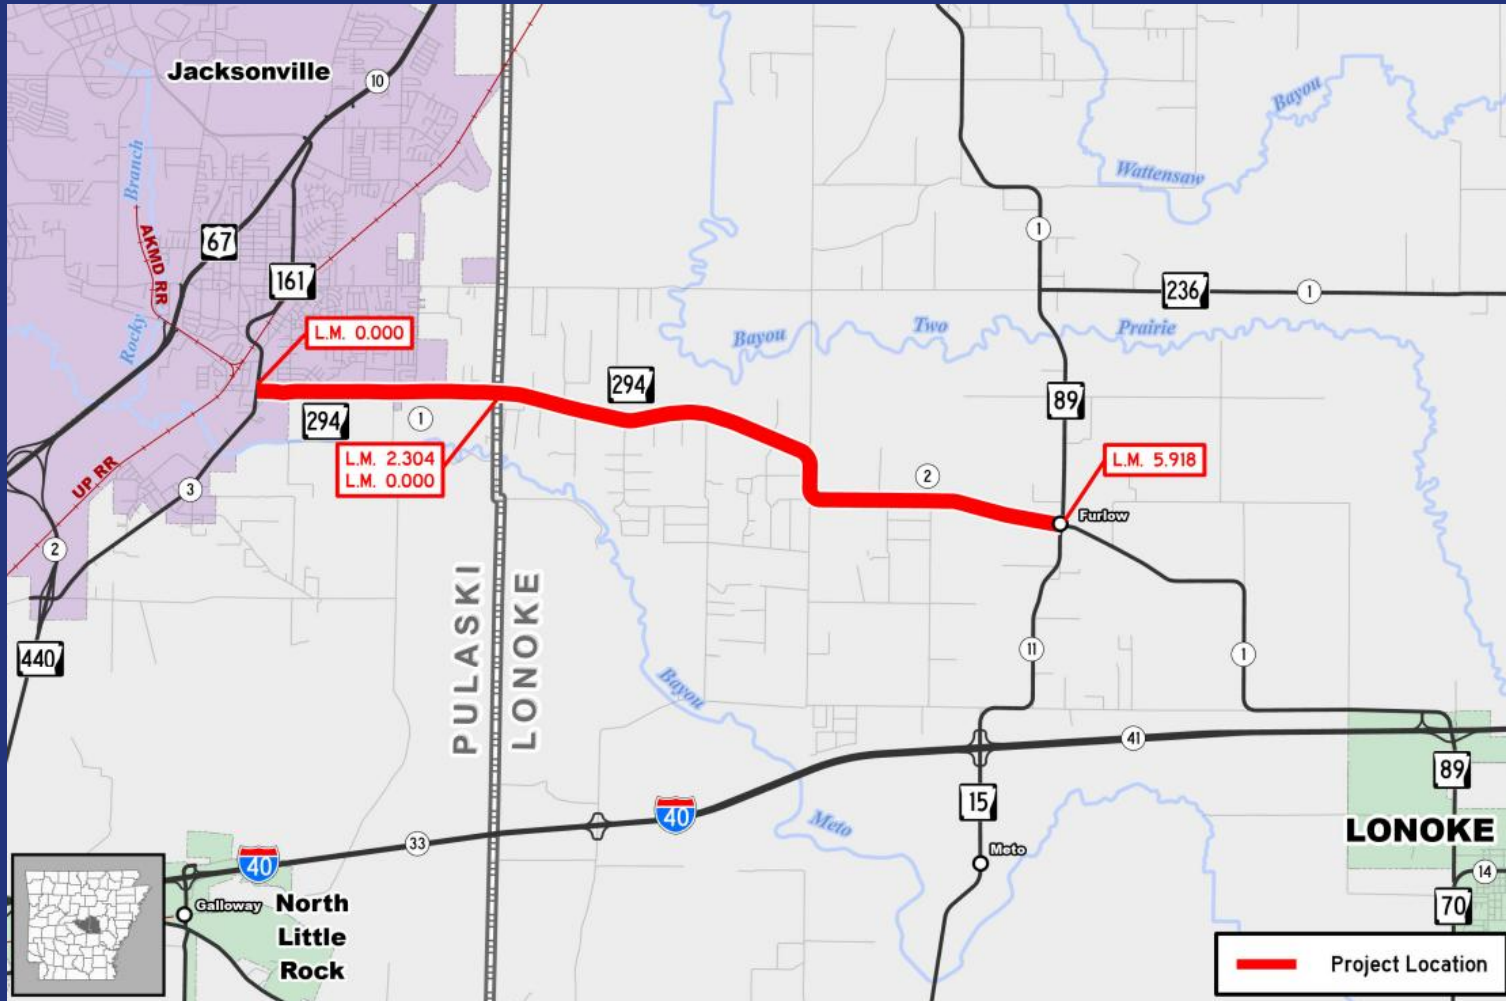 Jacksonville
10
Bayou
Wattensaw
Branch
1
67
AKMD RR
161
236
1
Rocky
L.M. 0.000
Bayou
Two
Prairie
294
89
294
1
L.M. 2.304
L.M. 0.000
L.M. 5.918
UP RR
3
2
Furlow
2
PULASKI
LONOKE
440
11
1
Bayou
41
89
15
40
Meto
33
40
LONOKE
Meto
14
Galloway
North
Little
Rock
70
Project Location